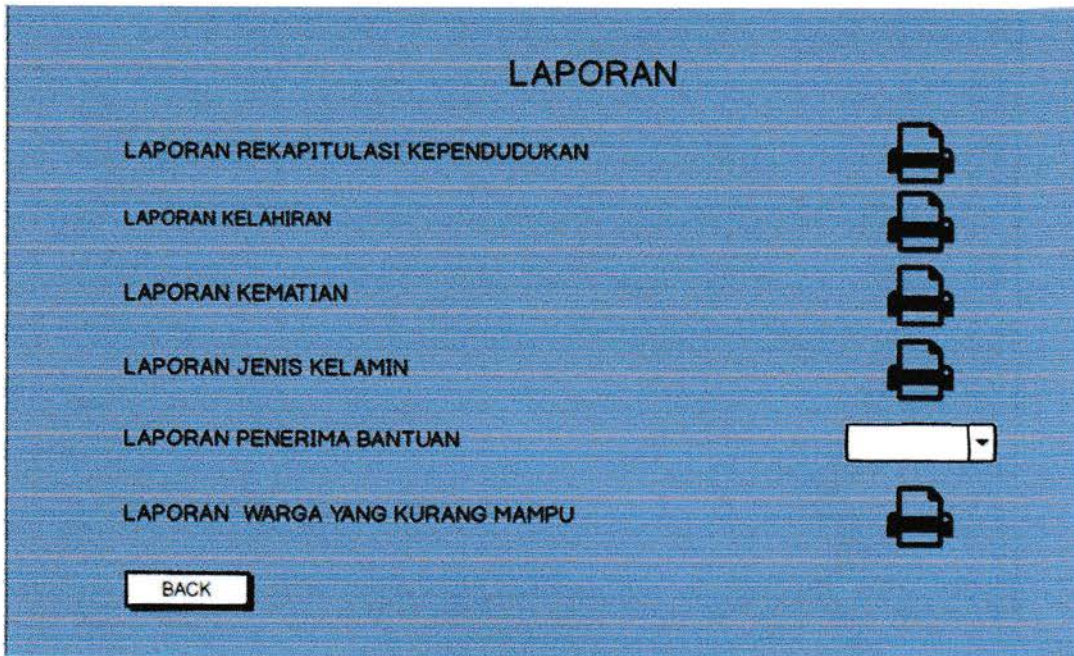 LAPORAN
LAPORAN REKAPITULASI KEPENDUDUKAN
LAPORAN KELAHIRAN
LAPORAN KEMATIAN
LAPORAN JENIS KELAMIN
LAPORAN PENERIMA BANTUAN
LAPORAN WARGA YANG KURANG MAMPU
BACK